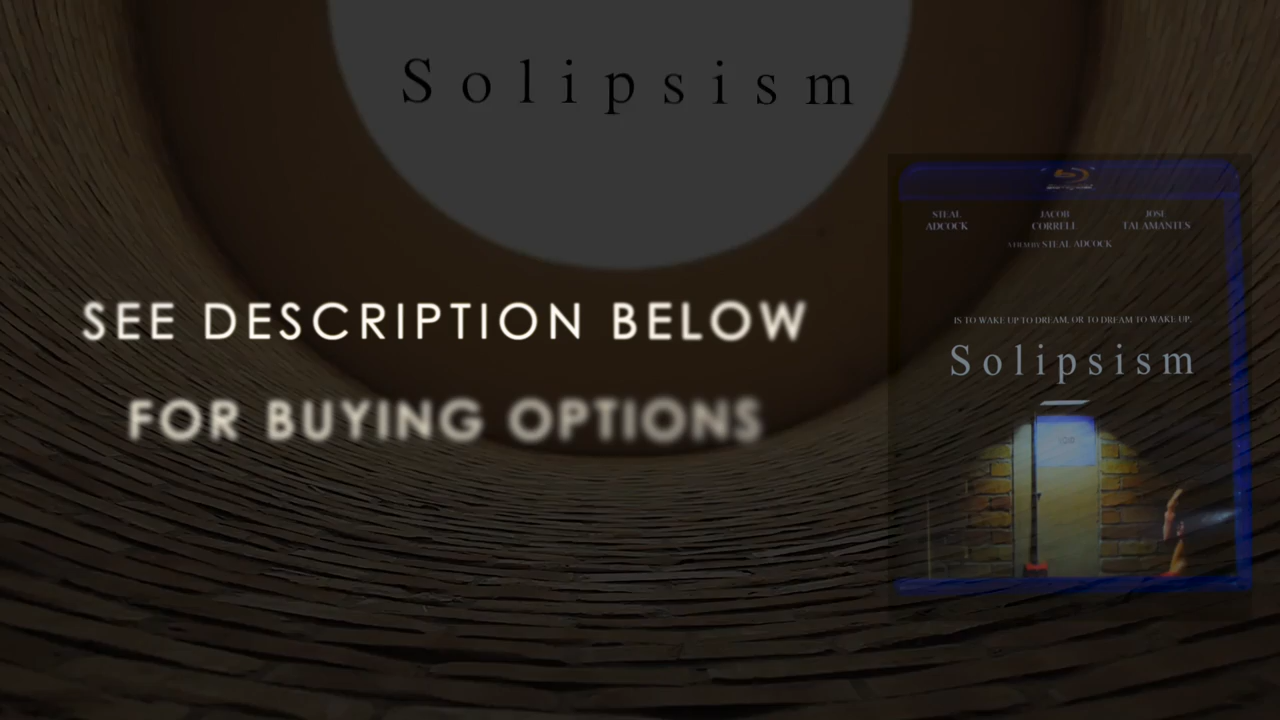 Solipsism
SEE DESCRIPTION BELOW
FOR BUYING OPTIONS
STEAL ADCOCK
JACOB CORRELL
JOSE TALAMANTES
A FILM BY STEAL ADCOCK
IS TO WAKE UP TO DREAM, OR TO DREAM TO WAKE UP.
Solipsism